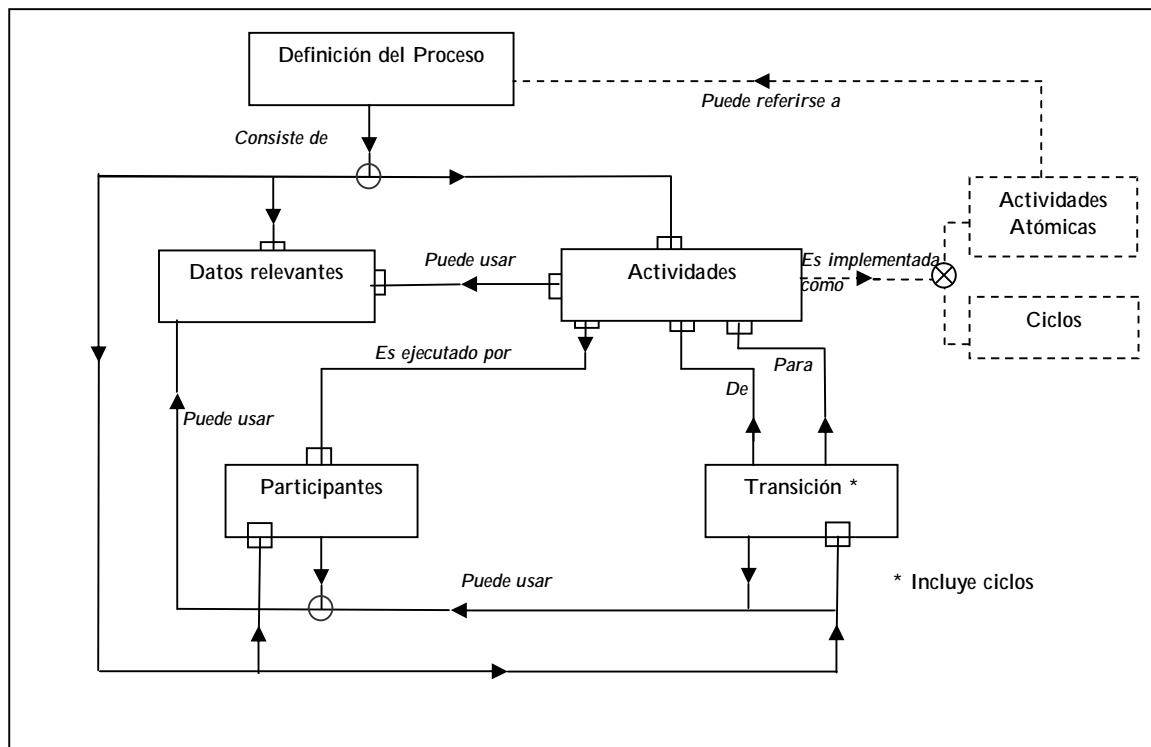 Definición del Proceso
Puede referirse a
Consiste de
Actividades
Atómicas
Datos relevantes
Puede usar
Actividades
Es implementada
como
Ciclos
Es ejecutado por
Para
De
Puede usar
Participantes
Transición *
Puede usar
* Incluye ciclos